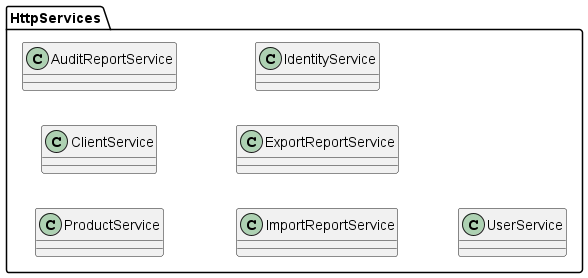 HttpServices
C AuditReportService
C IdentityService
C ClientService
C ExportReportService
C ProductService
C ImportReportService
C UserService